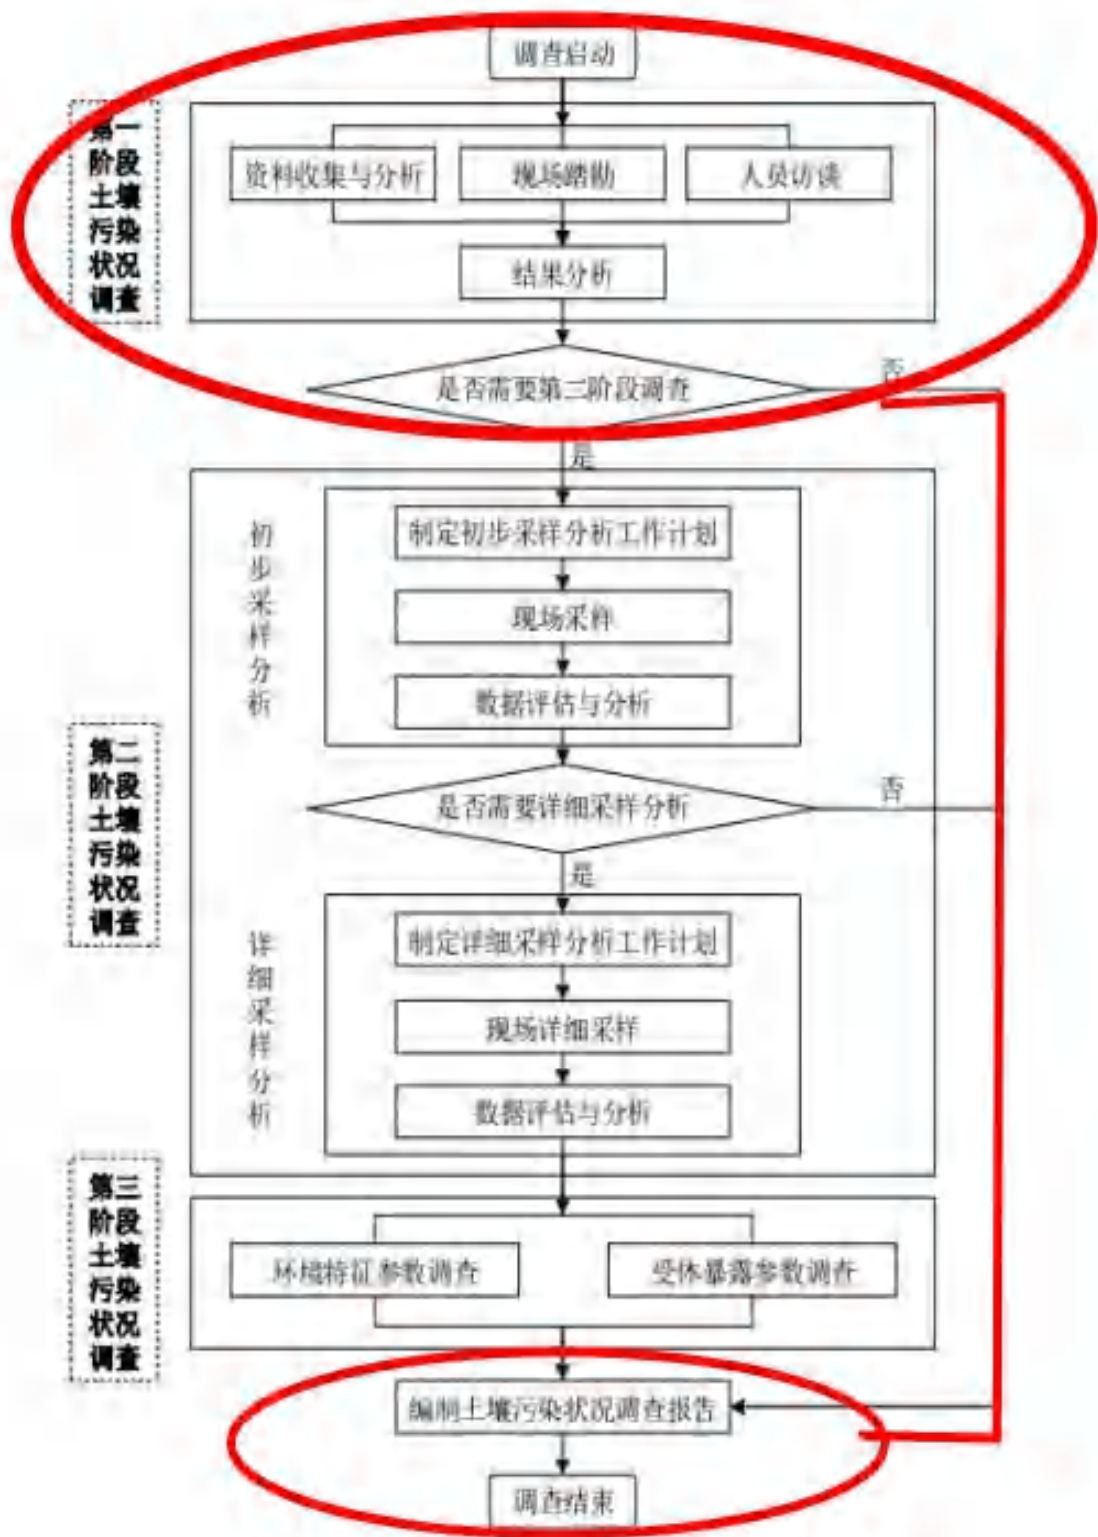 调查启动
第一
阶段
土壤
污染
状况
调查
资料收集与分析
现场踏勘
人员访谈
结果分析
是否需要第二阶段调查
否
是
初步采样分析
制定初步采样分析工作计划
现场采样
数据评估与分析
第二
阶段
土壤
污染
状况
调查
是否需要详细采样分析
否
是
详细采样分析
制定详细采样分析工作计划
现场详细采样
数据评估与分析
第三
阶段
土壤
污染
状况
调查
环境特征参数调查
受体暴露参数调查
编制土壤污染状况调查报告
调查结束